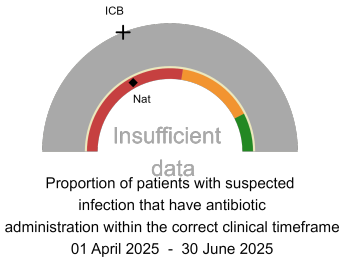 ICB
Nat
Insufficient
data
Proportion of patients with suspected
infection that have antibiotic
administration within the correct clinical timeframe
01 April 2025 - 30 June 2025